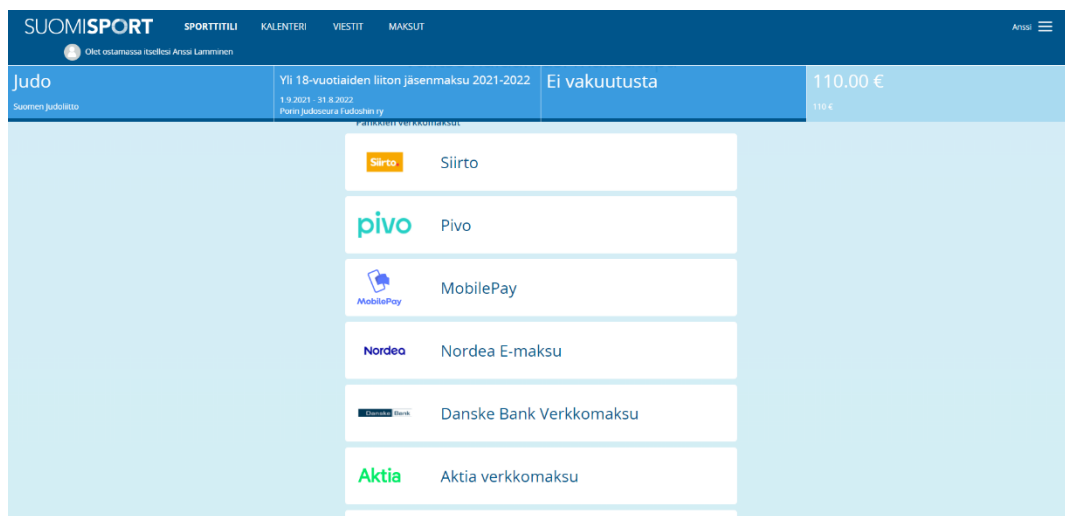 SUOMISPORT SPORTTITILI KALENTERI VIESTIT MAKSUT Anssi
Olet ostamassa itsellesi Anssi Lamminen
Judo
Suomen Judoliitto
Yli 18-vuotiaiden liiton jäsenmaksu 2021-2022
1.9.2021 - 31.8.2022
Porin Judoseura Fudoshin ry
Ei vakuutusta
110.00 €
110 €
Pankkien verkkomaksut
Siirto Siirto
pivo Pivo
MobilePay MobilePay
Nordea Nordea E-maksu
Danske Bank Danske Bank Verkkomaksu
Aktia Aktia verkkomaksu